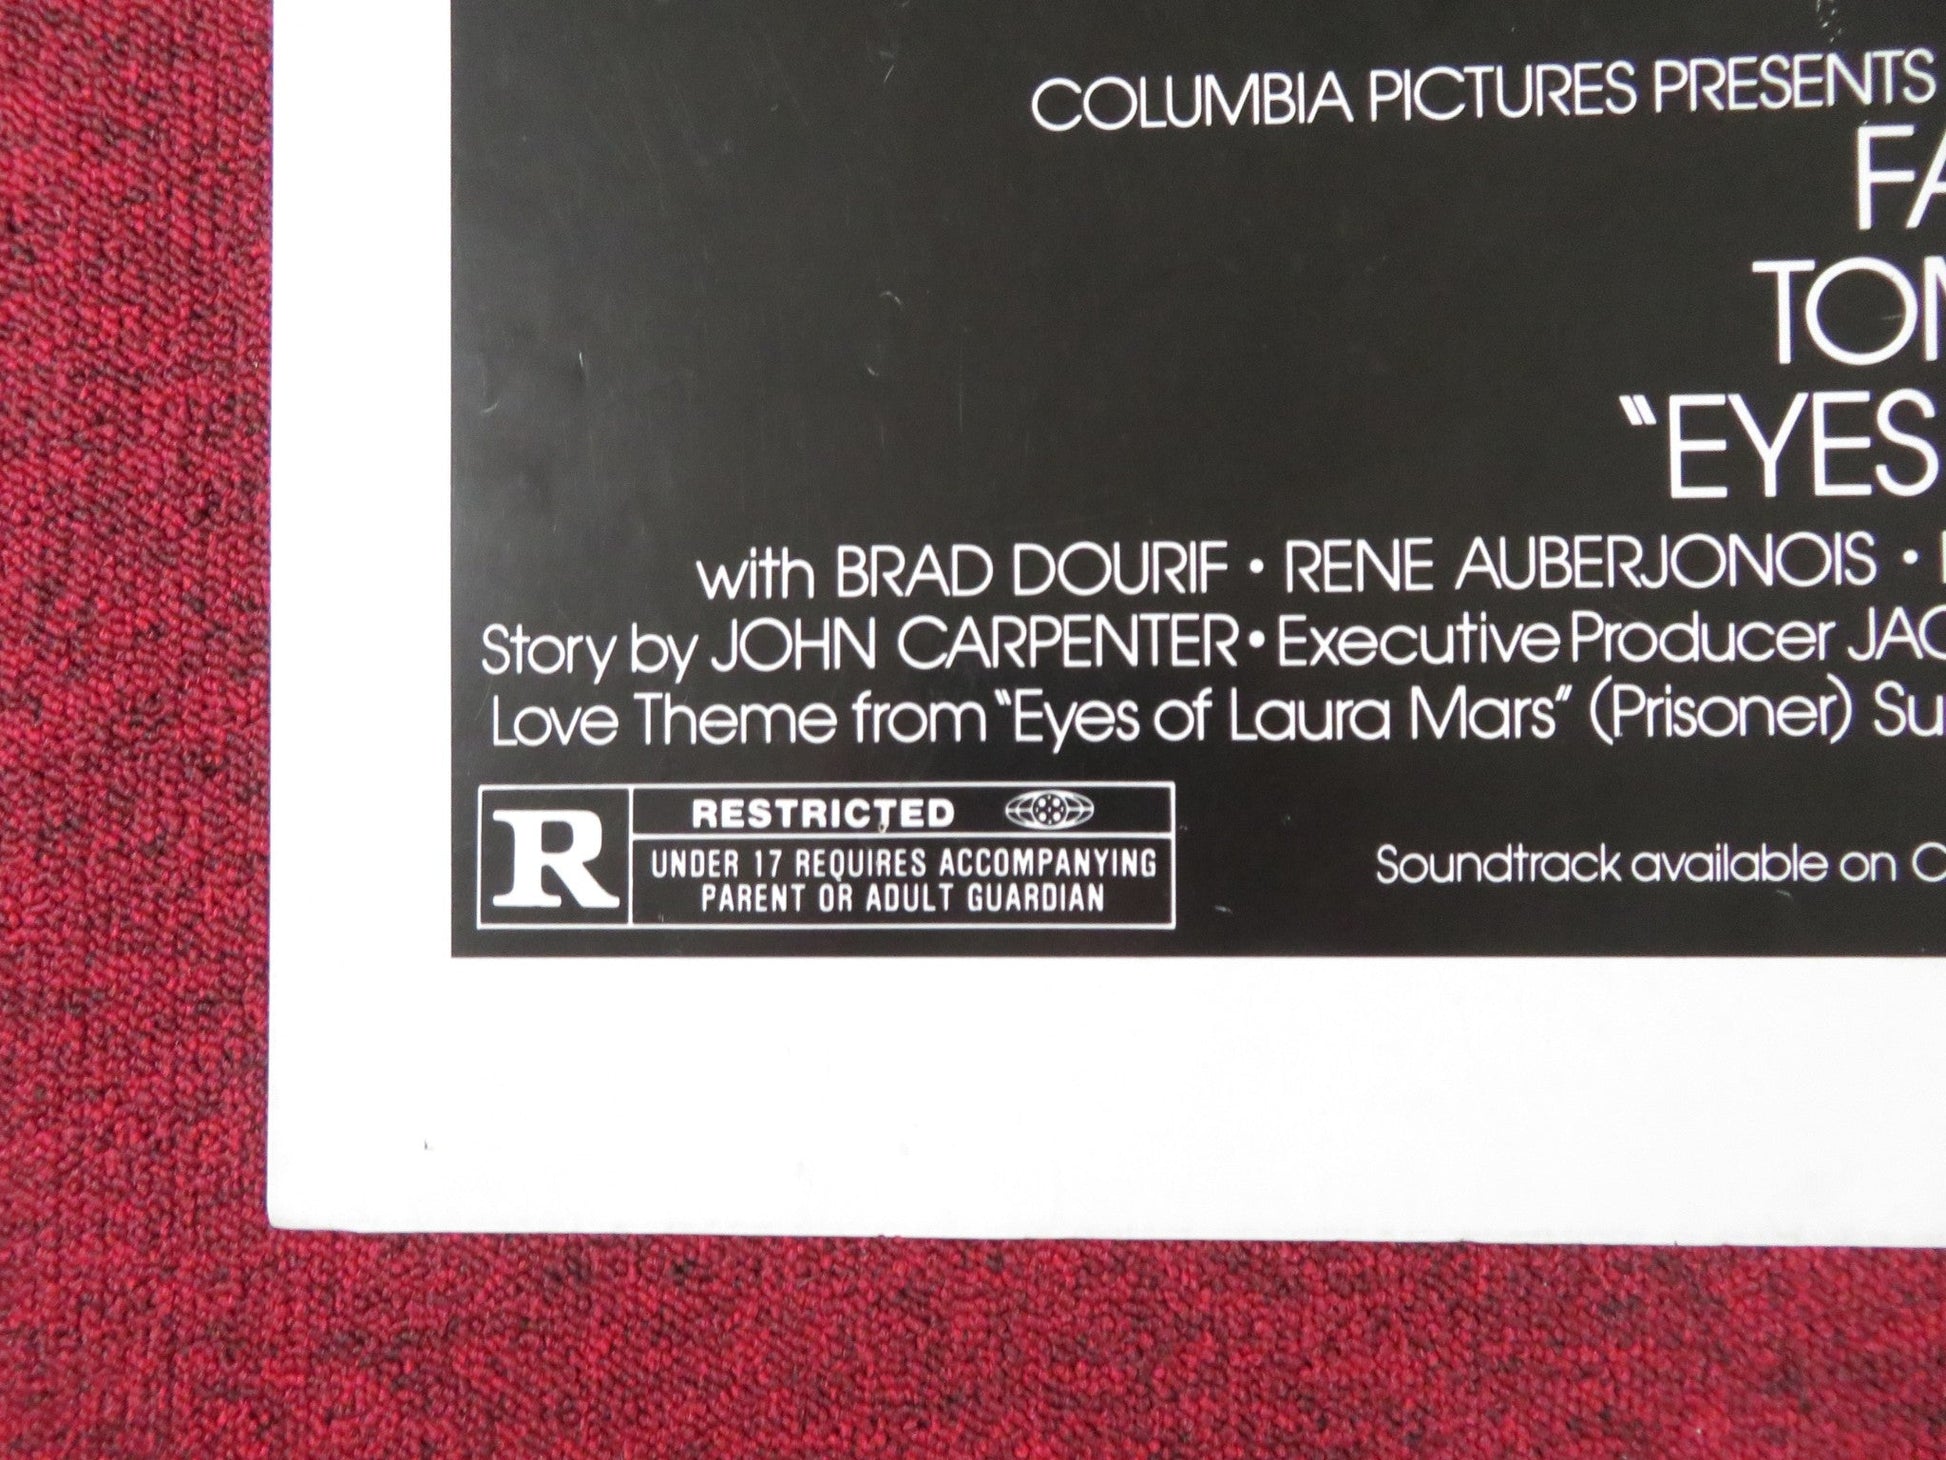 COLUMBIA PICTURES PRESENTS
FA
TOM
"EYES
with BRAD DOURIF • RENE AUBERJONOIS •
Story by JOHN CARPENTER • Executive Producer JAC
Love Theme from "Eyes of Laura Mars" (Prisoner) Su
R RESTRICTED
UNDER 17 REQUIRES ACCOMPANYING
PARENT OR ADULT GUARDIAN
Soundtrack available on C